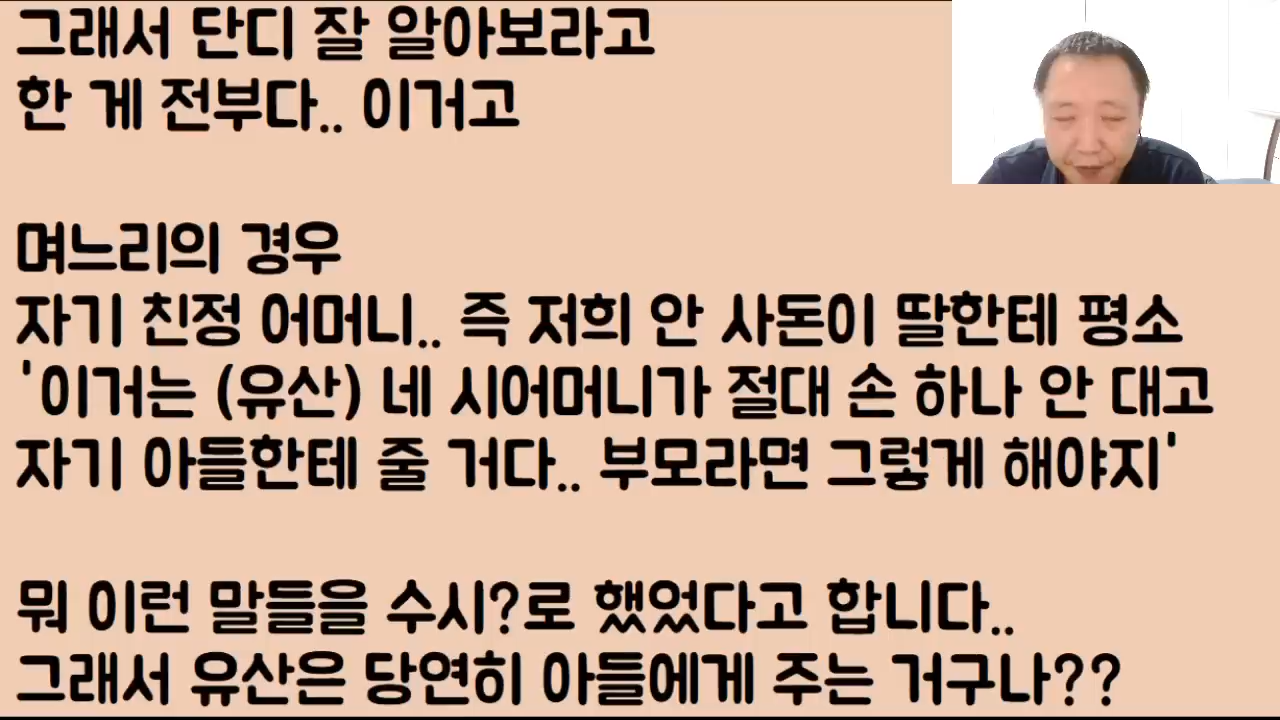 그래서 단디 잘 알아보라고
한 게 전부다.. 이거고
며느리의 경우
자기 친정 어머니.. 즉 저희 안 사돈이 딸한테 평소
'이거는 (유산) 네 시어머니가 절대 손 하나 안 대고
자기 아들한테 줄 거다.. 부모라면 그렇게 해야지'
뭐 이런 말들을 수시?로 했었다고 합니다..
그래서 유산은 당연히 아들에게 주는 거구나??